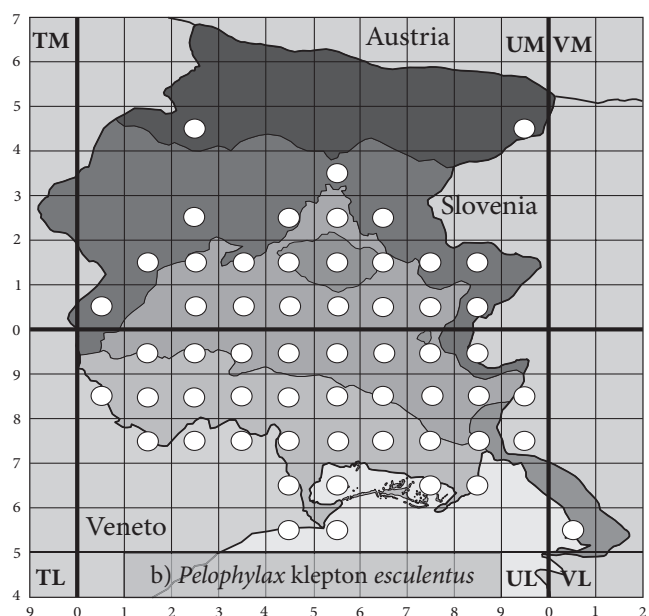 7
TM
Austria
UM VM
6
5
4
3
Slovenia
2
1
0
9
8
7
6
Veneto
5
TL
b) Pelophylax klepton esculentus
UL VL
4
9 0 1 2 3 4 5 6 7 8 9 0 1 2